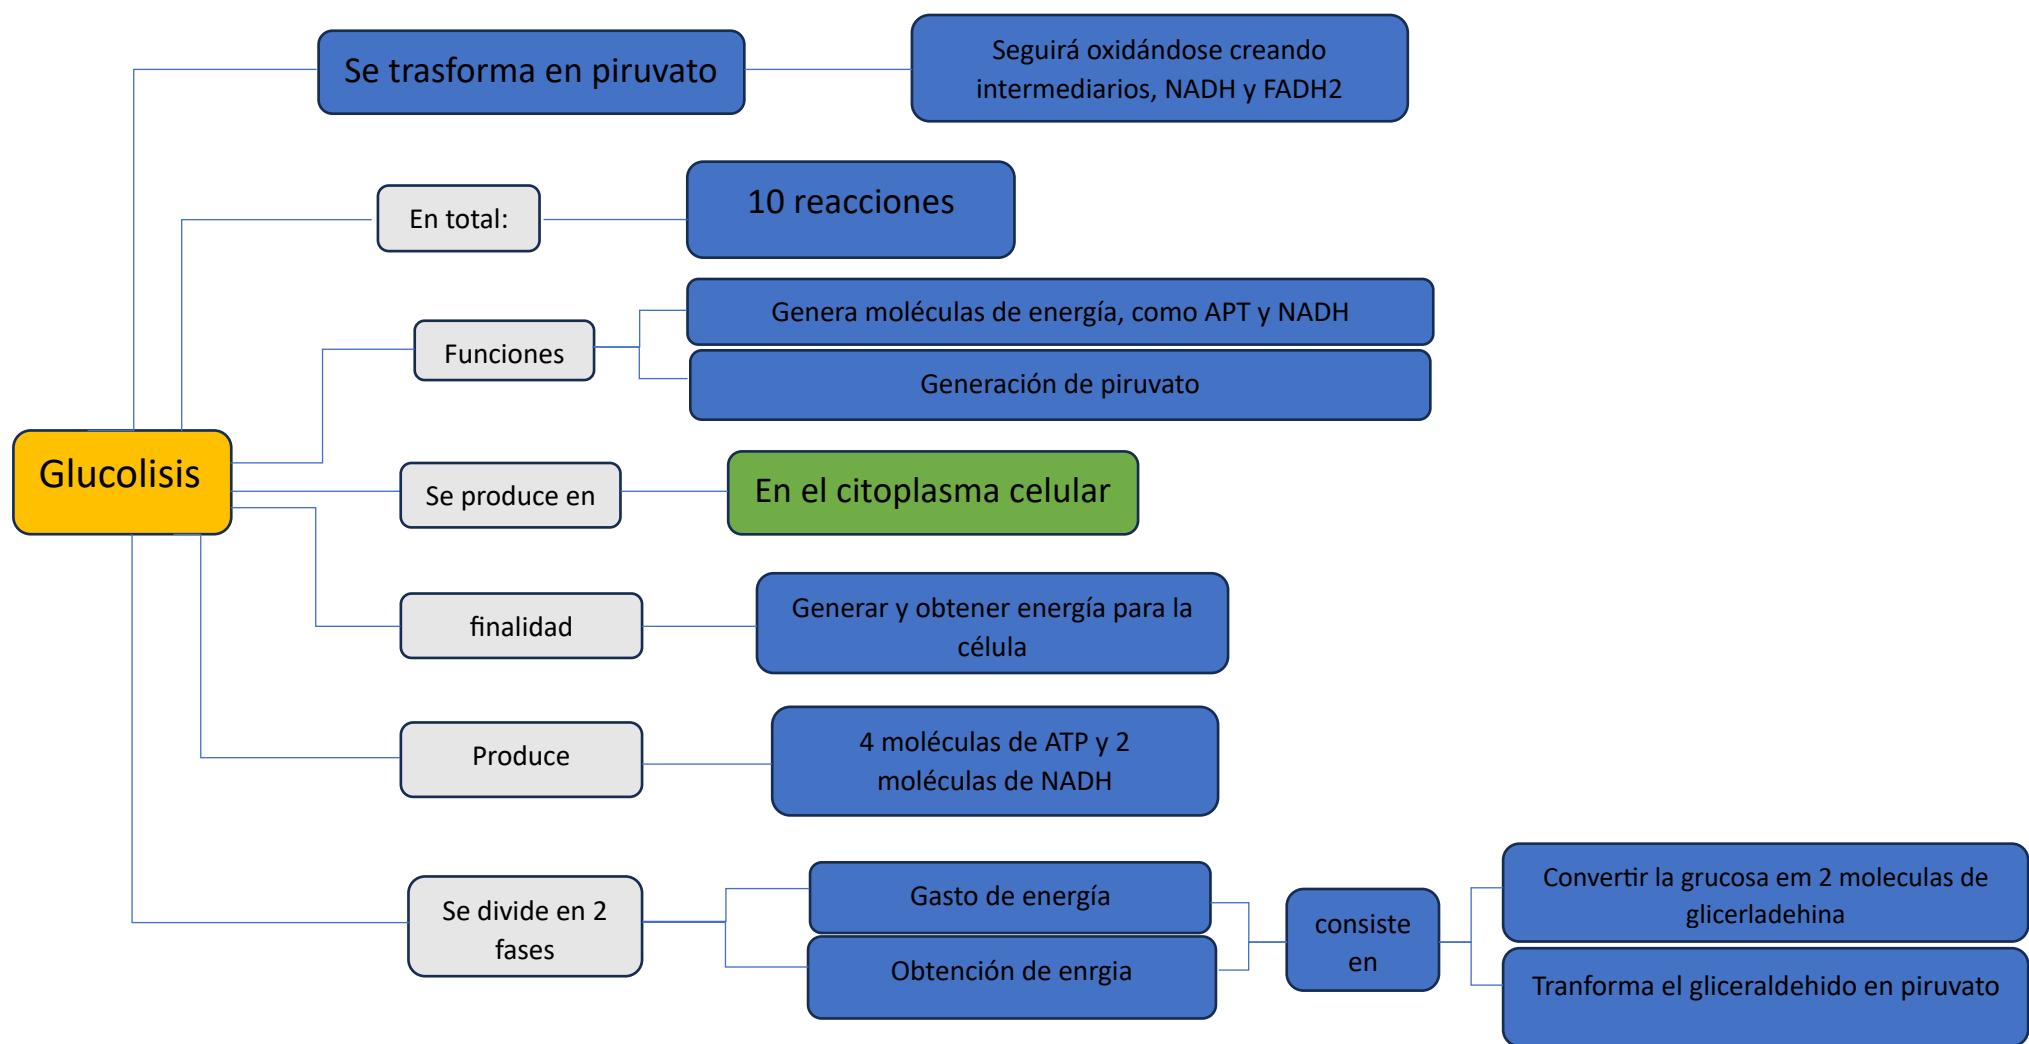 Se trasforma en piruvato
Seguirá oxidándose creando
intermediarios, NADH y FADH2
En total:
10 reacciones
Funciones
Genera moléculas de energía, como APT y NADH
Generación de piruvato
Glucolisis
Se produce en
En el citoplasma celular
finalidad
Generar y obtener energía para la
célula
Produce
4 moléculas de ATP y 2
moléculas de NADH
Se divide en 2
fases
Gasto de energía
Obtención de enrgia
consiste
en
Convertir la grucosa em 2 moleculas de
glicerladehina
Tranforma el gliceraldehido en piruvato